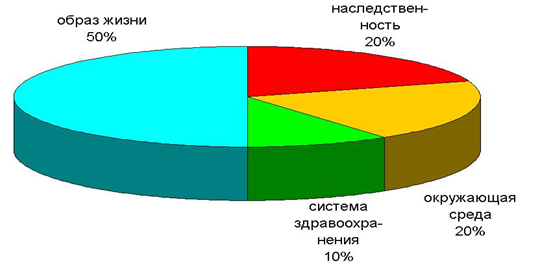 образ жизни
50%
наследствен-
ность
20%
окружающая
среда
20%
система
здравоохра-
нения
10%